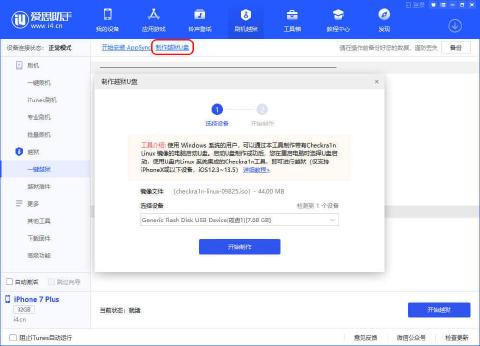 登录
爱思助手
www.i4.cn
我的设备
应用游戏
铃声壁纸
刷机越狱
工具箱
教程中心
发现
设备连接状态: 正常模式
开始安装 AppSync
制作越狱U盘
请在操作前备份好您的数据, 谨防丢失
备份
刷机
一键刷机
iTunes刷机
专业刷机
批量刷机
越狱
一键越狱
越狱插件
更多
其他工具
下载固件
高级功能
制作越狱U盘
1
2
连接设备
开始制作
工具介绍: 使用 Windows 系统的用户, 可以通过本工具制作带有Checkra1n
Linux 镜像的电脑启动U盘。启动U盘制作成功后, 您在重启电脑时选择U盘启
动, 使用U盘内Linux 系统集成的Checkra1n工具, 即可进行越狱 (仅支持
iPhoneX或以下设备, iOS12.3~13.5) 详细教程>
镜像文件 (checkra1n-linux-09825.iso) - 44.00 MB
选择设备
检测到 1 个设备
Generic Flash Disk USB Device(磁盘1)[7.68 GB]
开始制作
自动激活
跳过向导
iPhone 7 Plus
32GB
i4.cn
当前状态: 就绪
开始越狱
阻止iTunes自动运行
意见反馈
微信公众号
检查更新